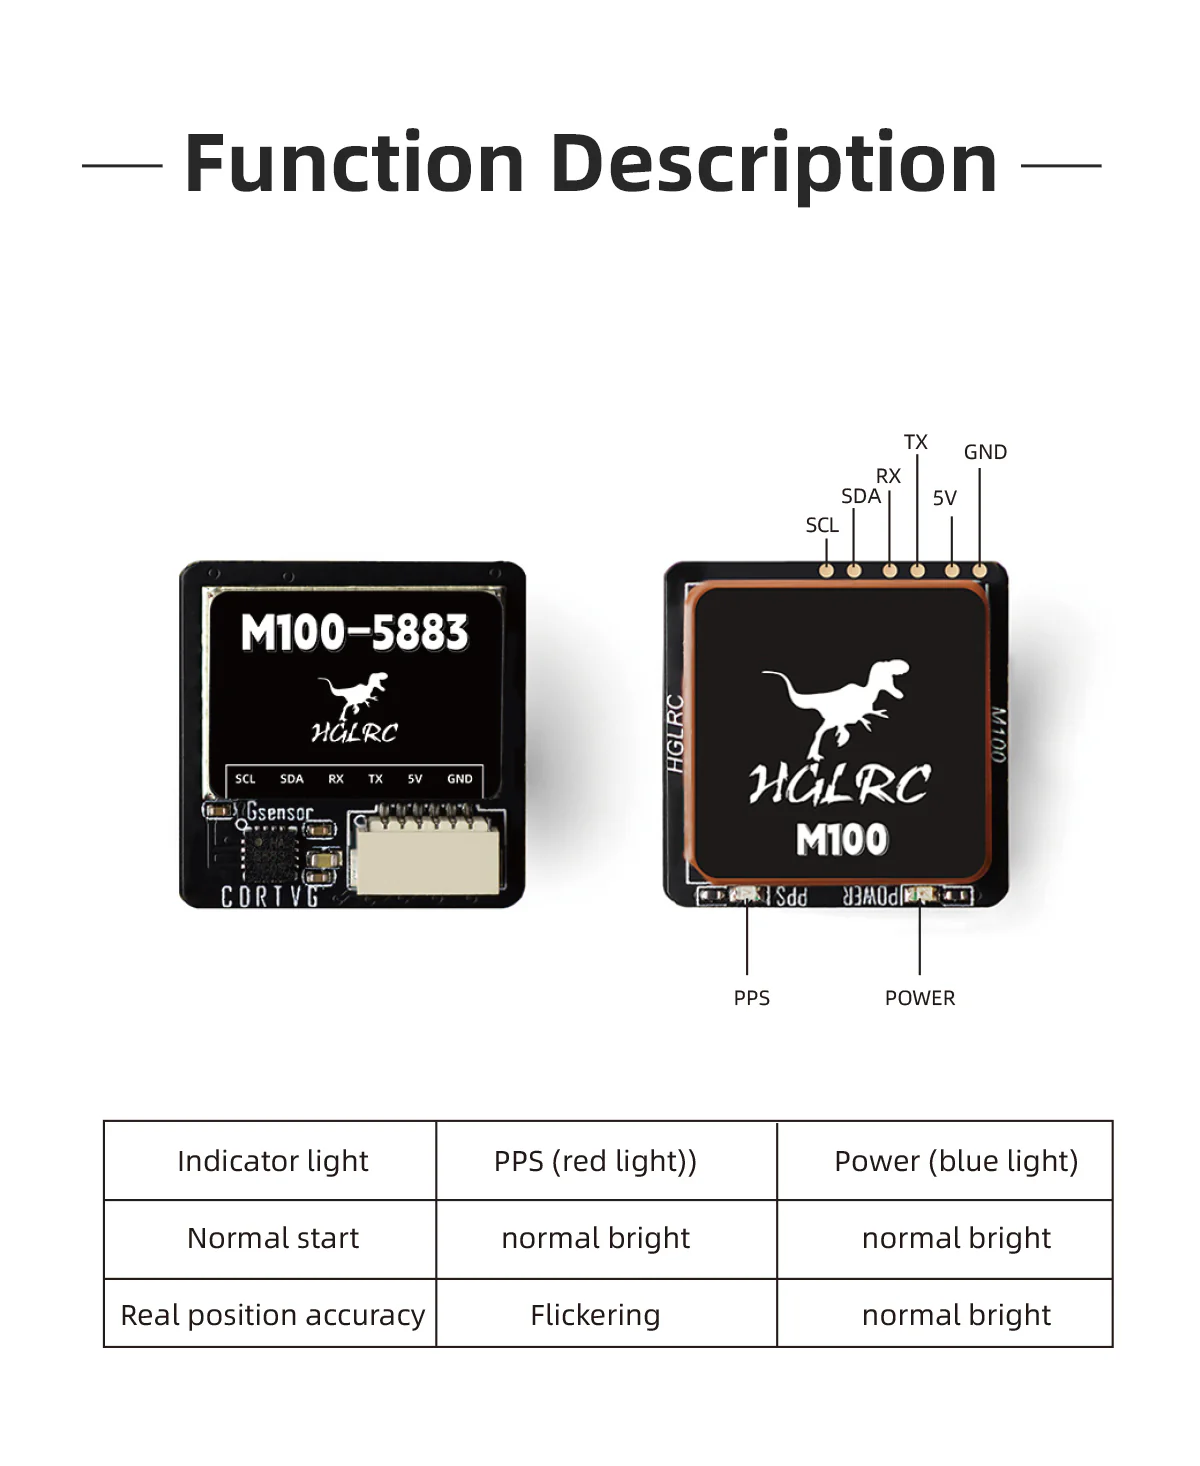 Function Description
TX
GND
RX
SDA
5V
SCL
M100-5883
HGLRC
SCL SDA RX TX 5V GND
Gsensor
CORTVG
HGLRC
M100
HGLRC
M100
PPS
POWER
PPS
POWER
Indicator light PPS (red light)) Power (blue light)
Normal start normal bright normal bright
Real position accuracy Flickering normal bright